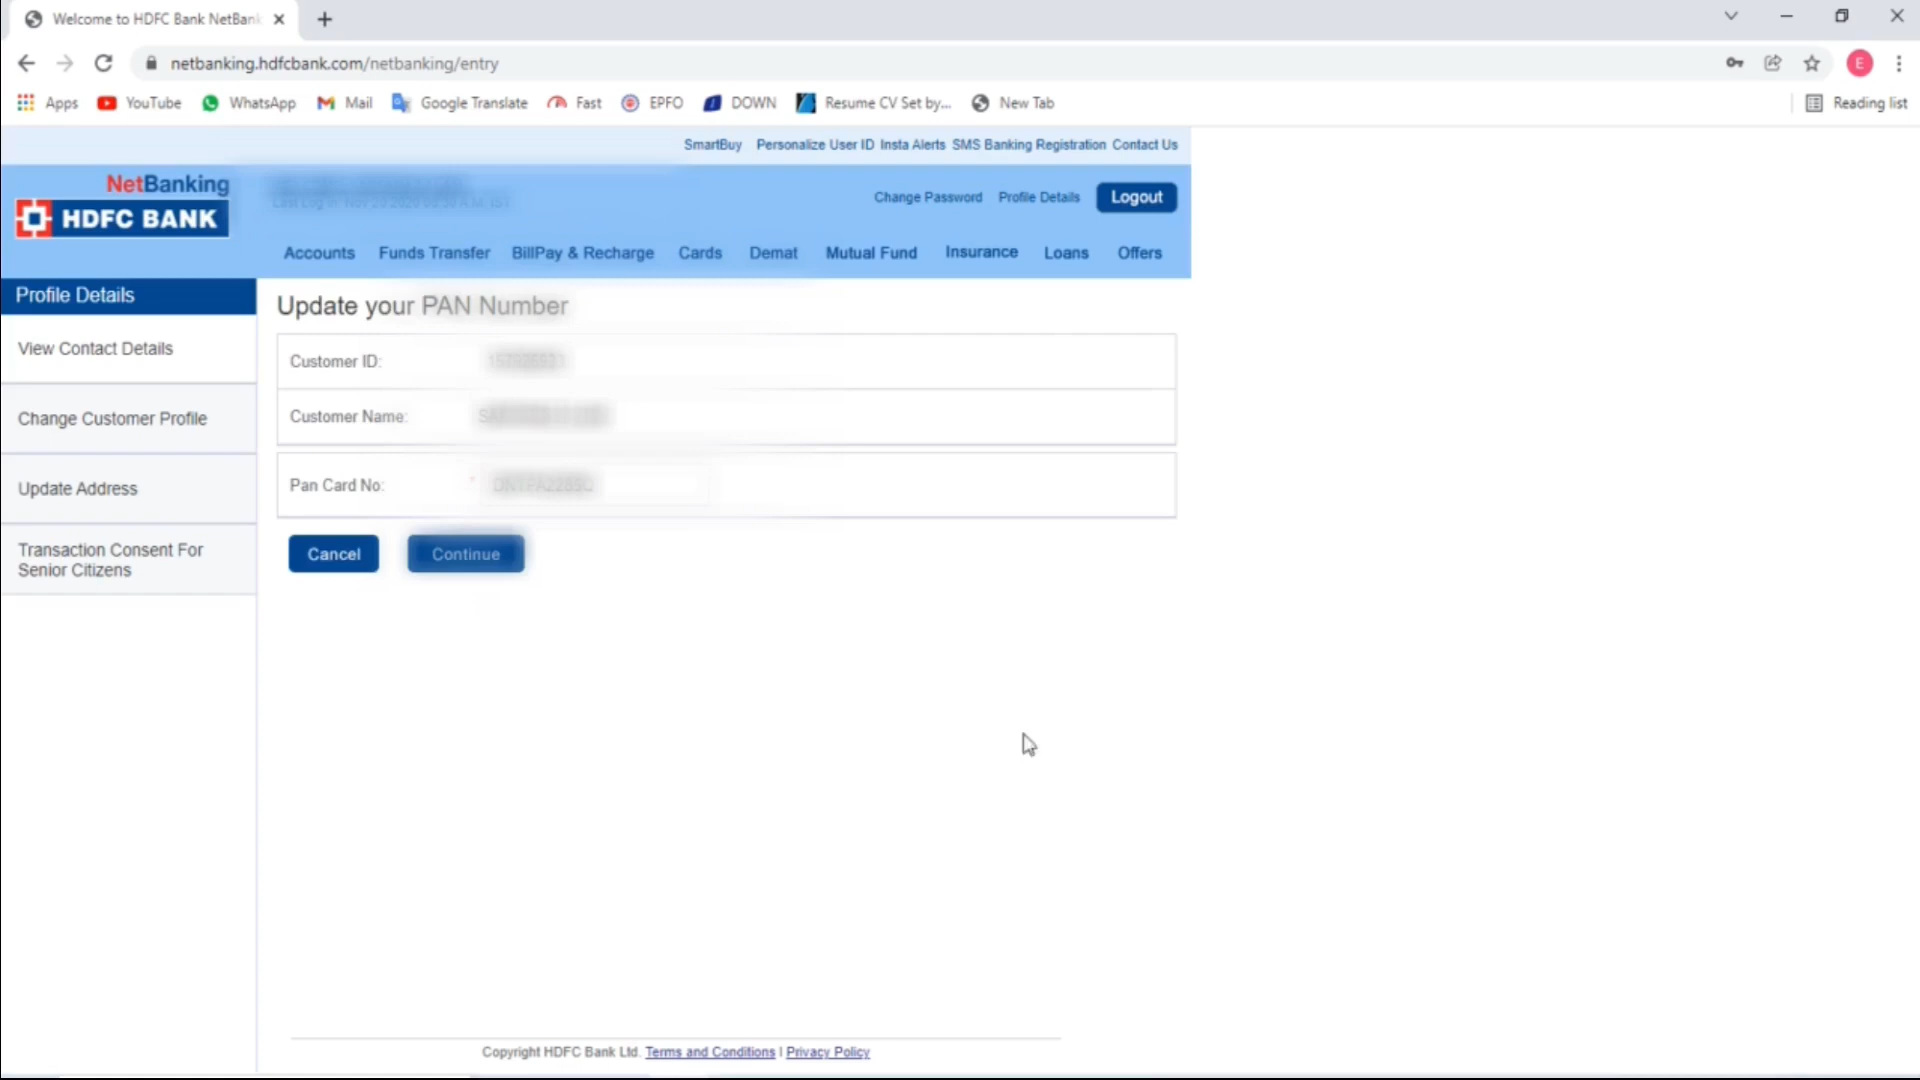 Welcome to HDFC Bank NetBank
netbanking.hdfcbank.com/netbanking/entry
E
Apps YouTube WhatsApp Mail Google Translate Fast EPFO DOWN Resume CV Set by... New Tab Reading list
SmartBuy Personalize User ID Insta Alerts SMS Banking Registration Contact Us
NetBanking
HDFC BANK
Change Password Profile Details Logout
Accounts Funds Transfer BillPay & Recharge Cards Demat Mutual Fund Insurance Loans Offers
Profile Details
View Contact Details
Change Customer Profile
Update Address
Transaction Consent For
Senior Citizens
Update your PAN Number
Customer ID:
Customer Name:
Pan Card No:
Cancel Continue
Copyright HDFC Bank Ltd. Terms and Conditions | Privacy Policy